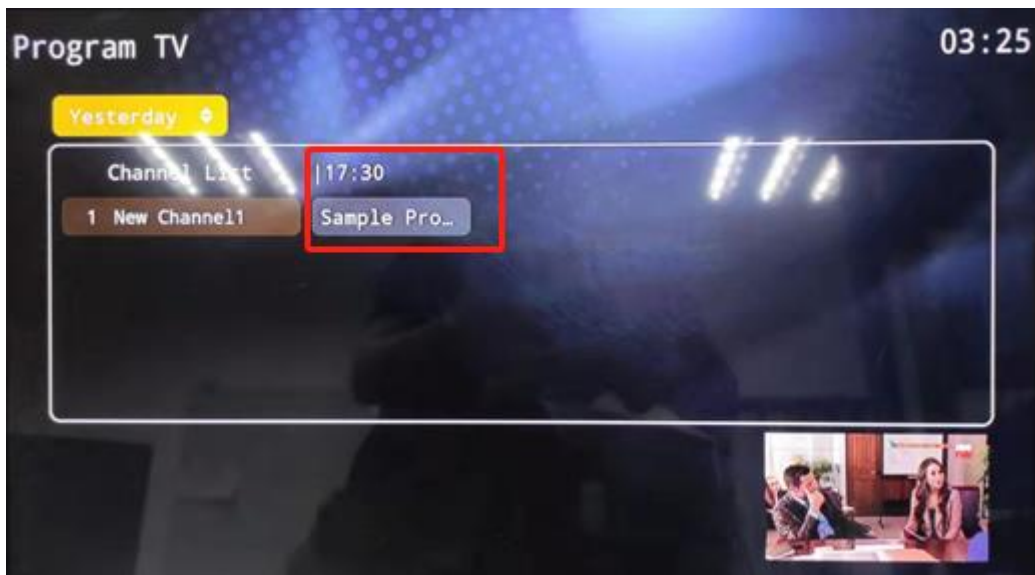 Program TV
03:25
Yesterday
Channel List
|17:30
1 New Channel1
Sample Pro…